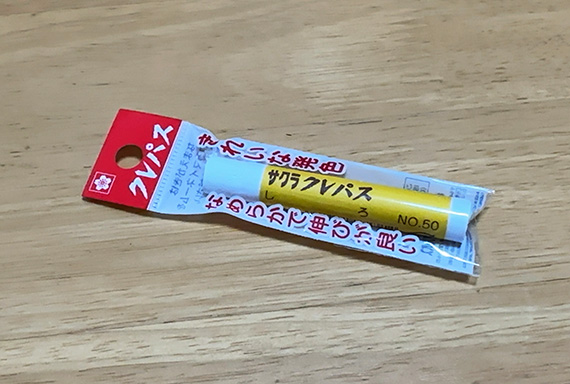 クレパス
きれいな発色
サクラクレパス
しろ
NO.50
なめらかで伸びが良い